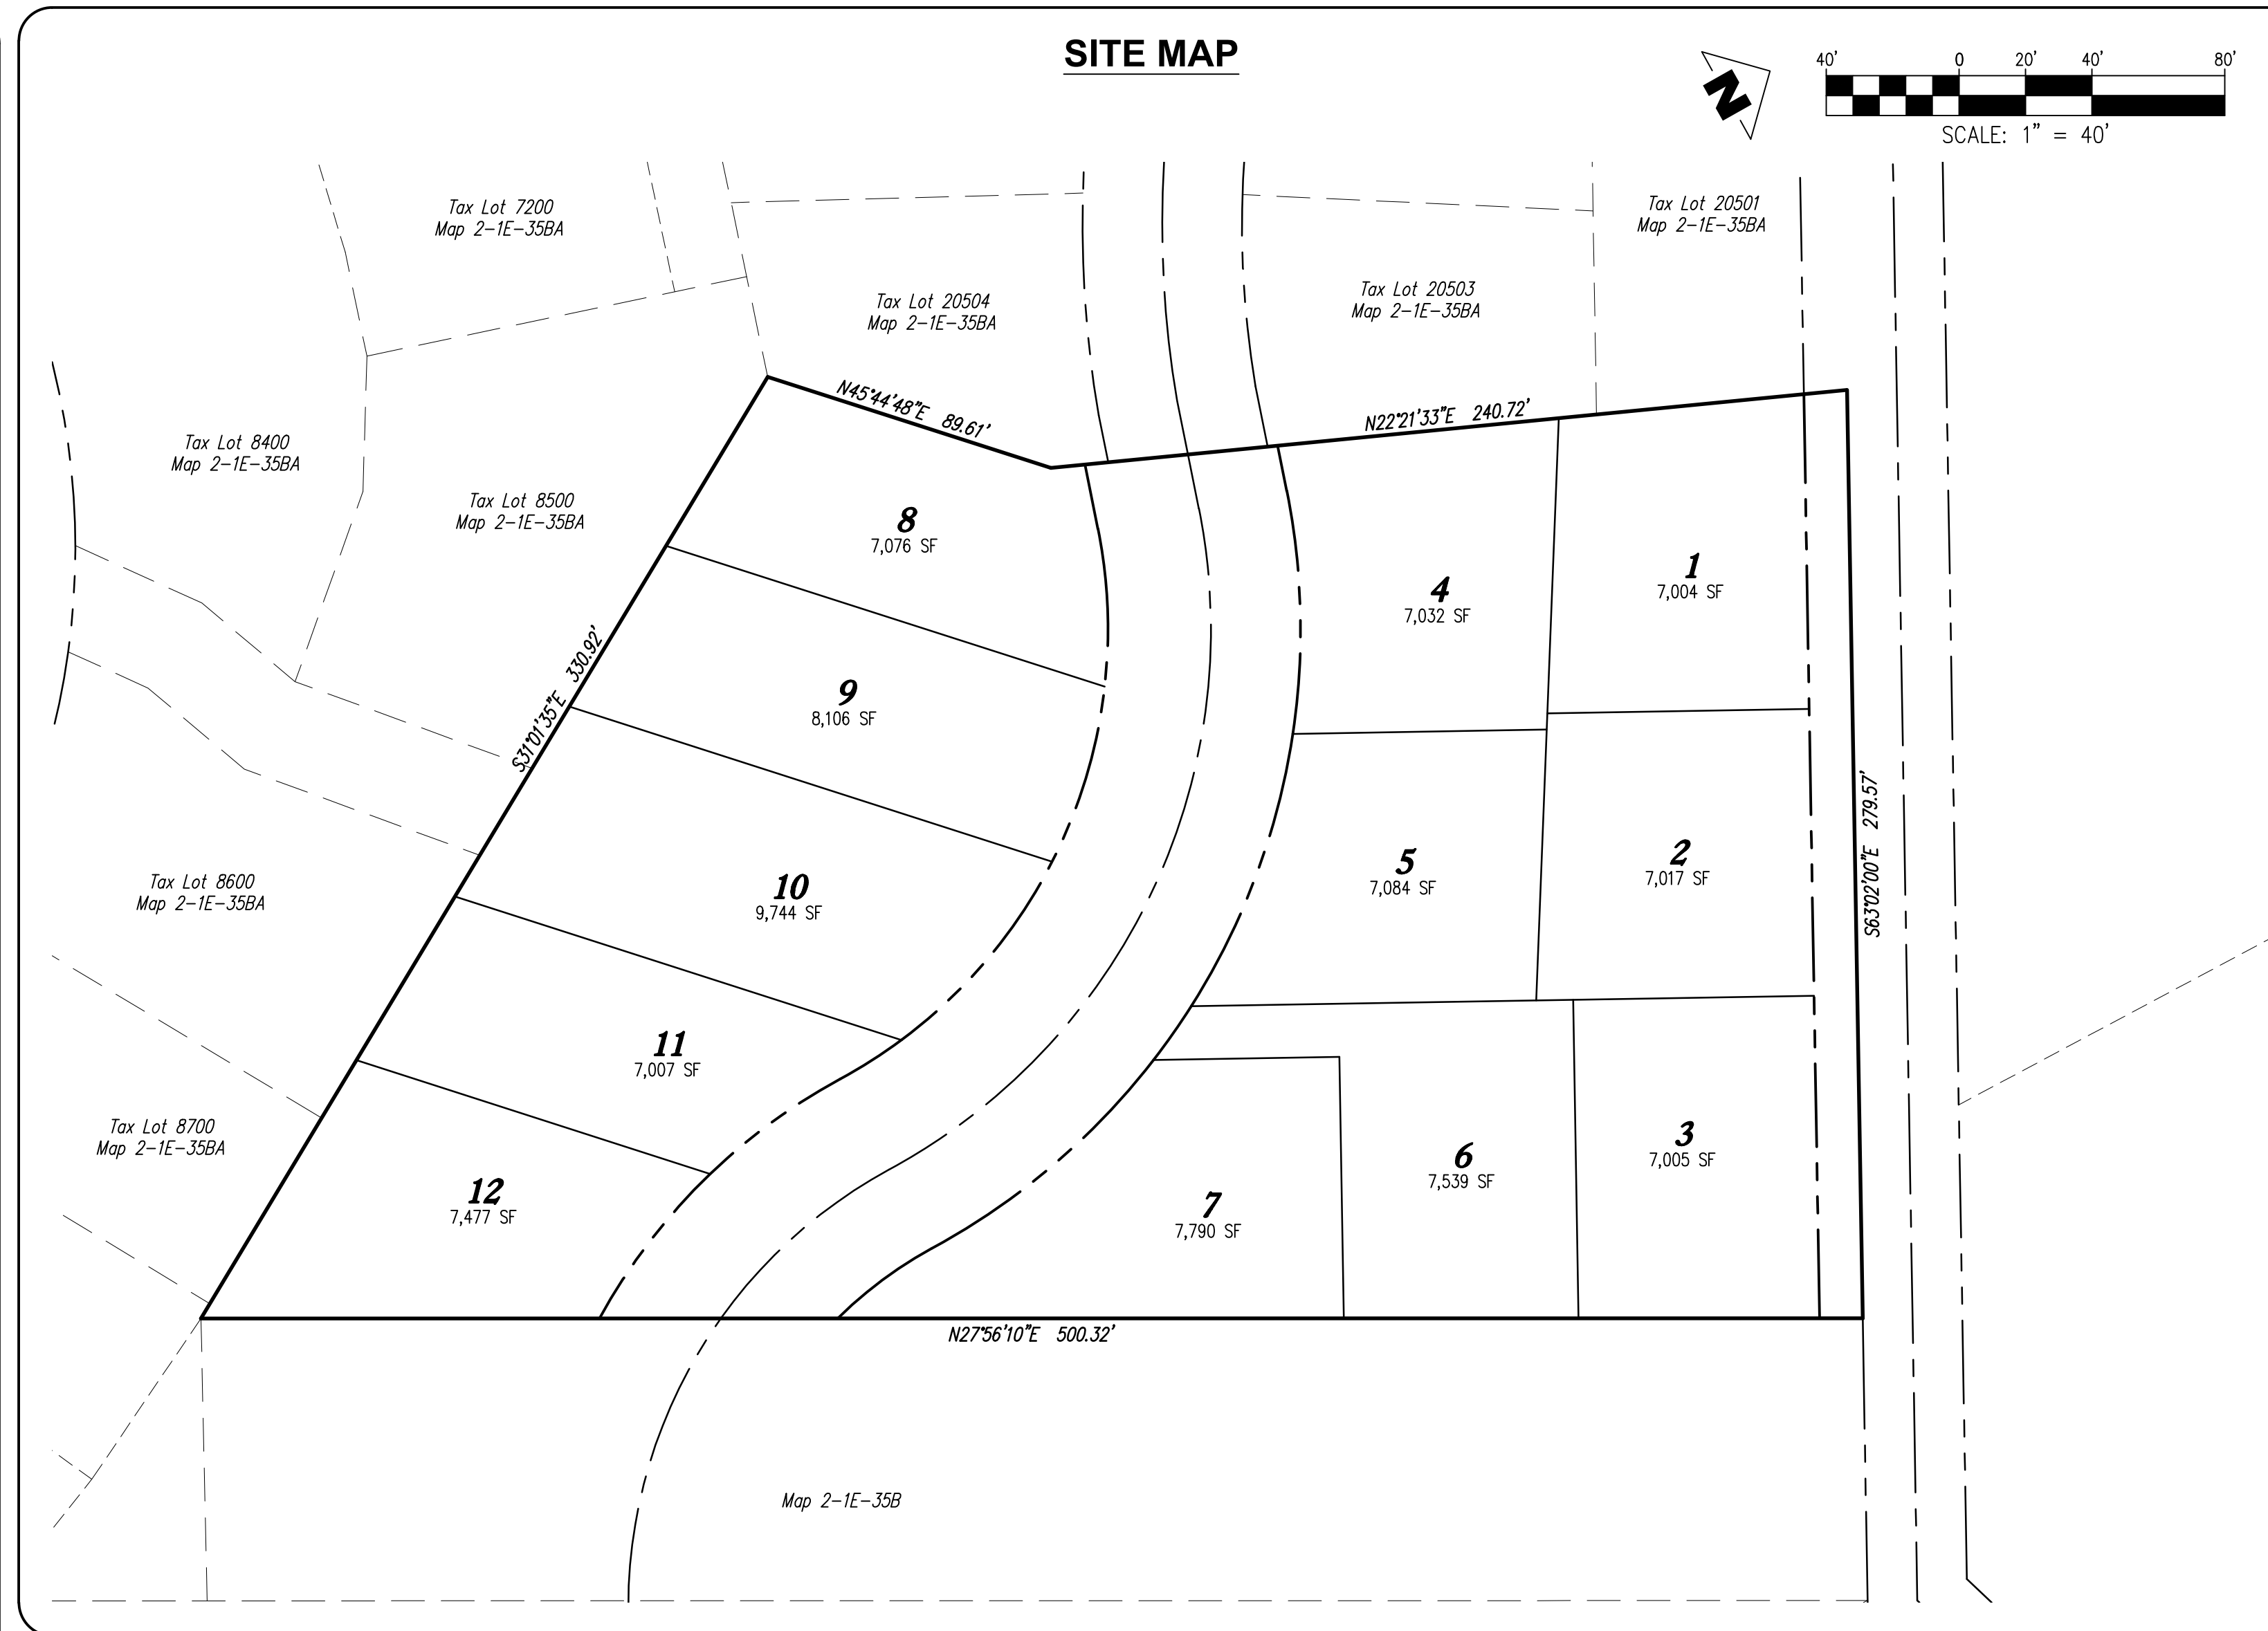 SITE MAP
N
40' 0 20' 40' 80'
SCALE: 1" = 40'
Tax Lot 7200
Map 2-1E-35BA
Tax Lot 20501
Map 2-1E-35BA
Tax Lot 20504
Map 2-1E-35BA
Tax Lot 20503
Map 2-1E-35BA
N45°44'48"E 89.61'
N22°21'33"E 240.72'
Tax Lot 8400
Map 2-1E-35BA
Tax Lot 8500
Map 2-1E-35BA
8
7,076 SF
4
7,032 SF
1
7,004 SF
S31°01'35"E 330.92'
9
8,106 SF
S63°02'00"E 279.57'
Tax Lot 8600
Map 2-1E-35BA
10
9,744 SF
5
7,084 SF
2
7,017 SF
11
7,007 SF
Tax Lot 8700
Map 2-1E-35BA
12
7,477 SF
7
7,790 SF
6
7,539 SF
3
7,005 SF
N27°56'10"E 500.32'
Map 2-1E-35B